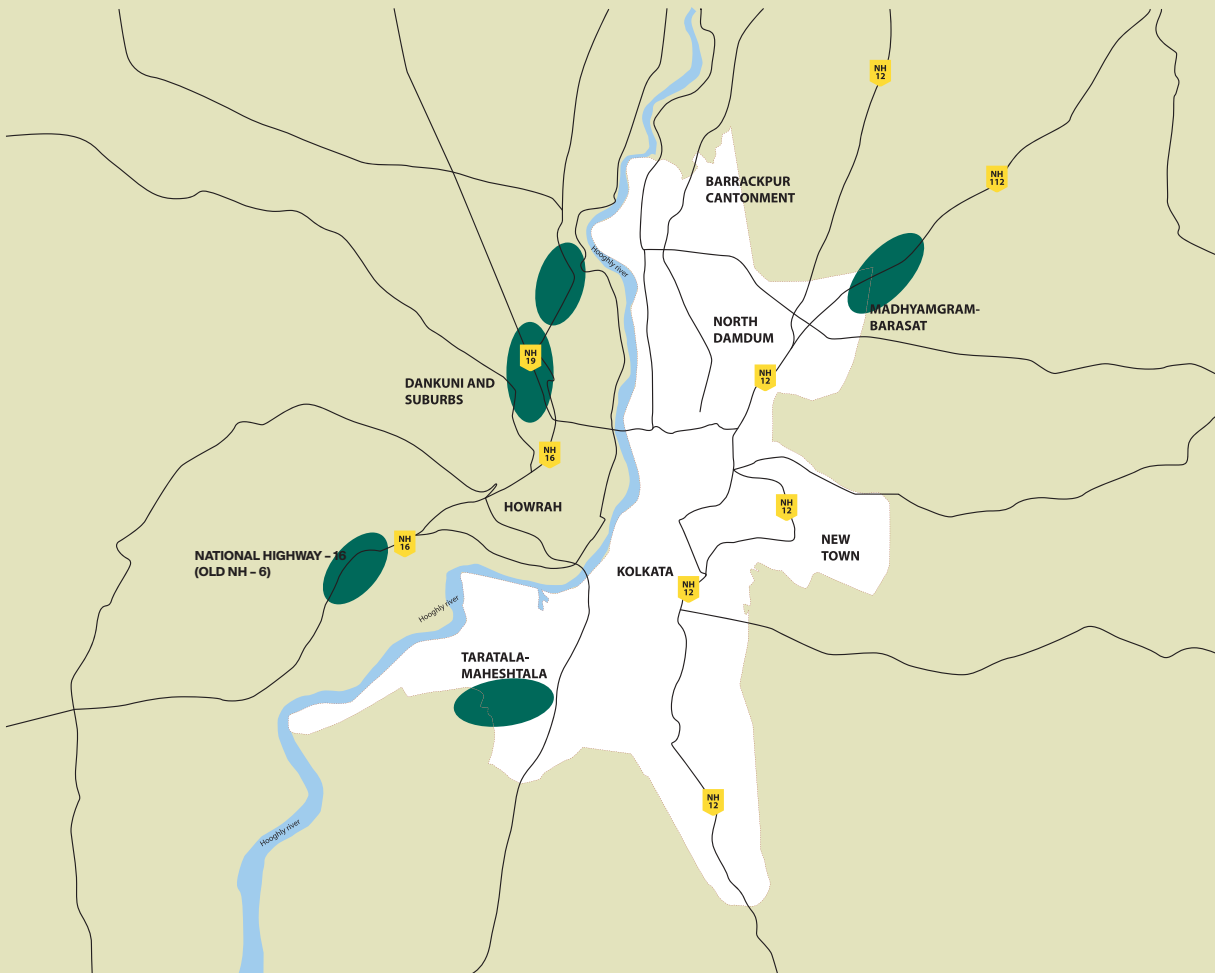 NH
12
NH
112
BARRACKPUR
CANTONMENT
Hooghly river
MADHYAMGRAM-
BARASAT
NORTH
DAMDUM
NH
19
NH
12
DANKUNI AND
SUBURBS
NH
16
HOWRAH
NH
12
NH
16
NEW
TOWN
NATIONAL HIGHWAY – 16
(OLD NH – 6)
KOLKATA
NH
12
Hooghly river
TARATALA-
MAHESHTALA
NH
12
Hooghly river